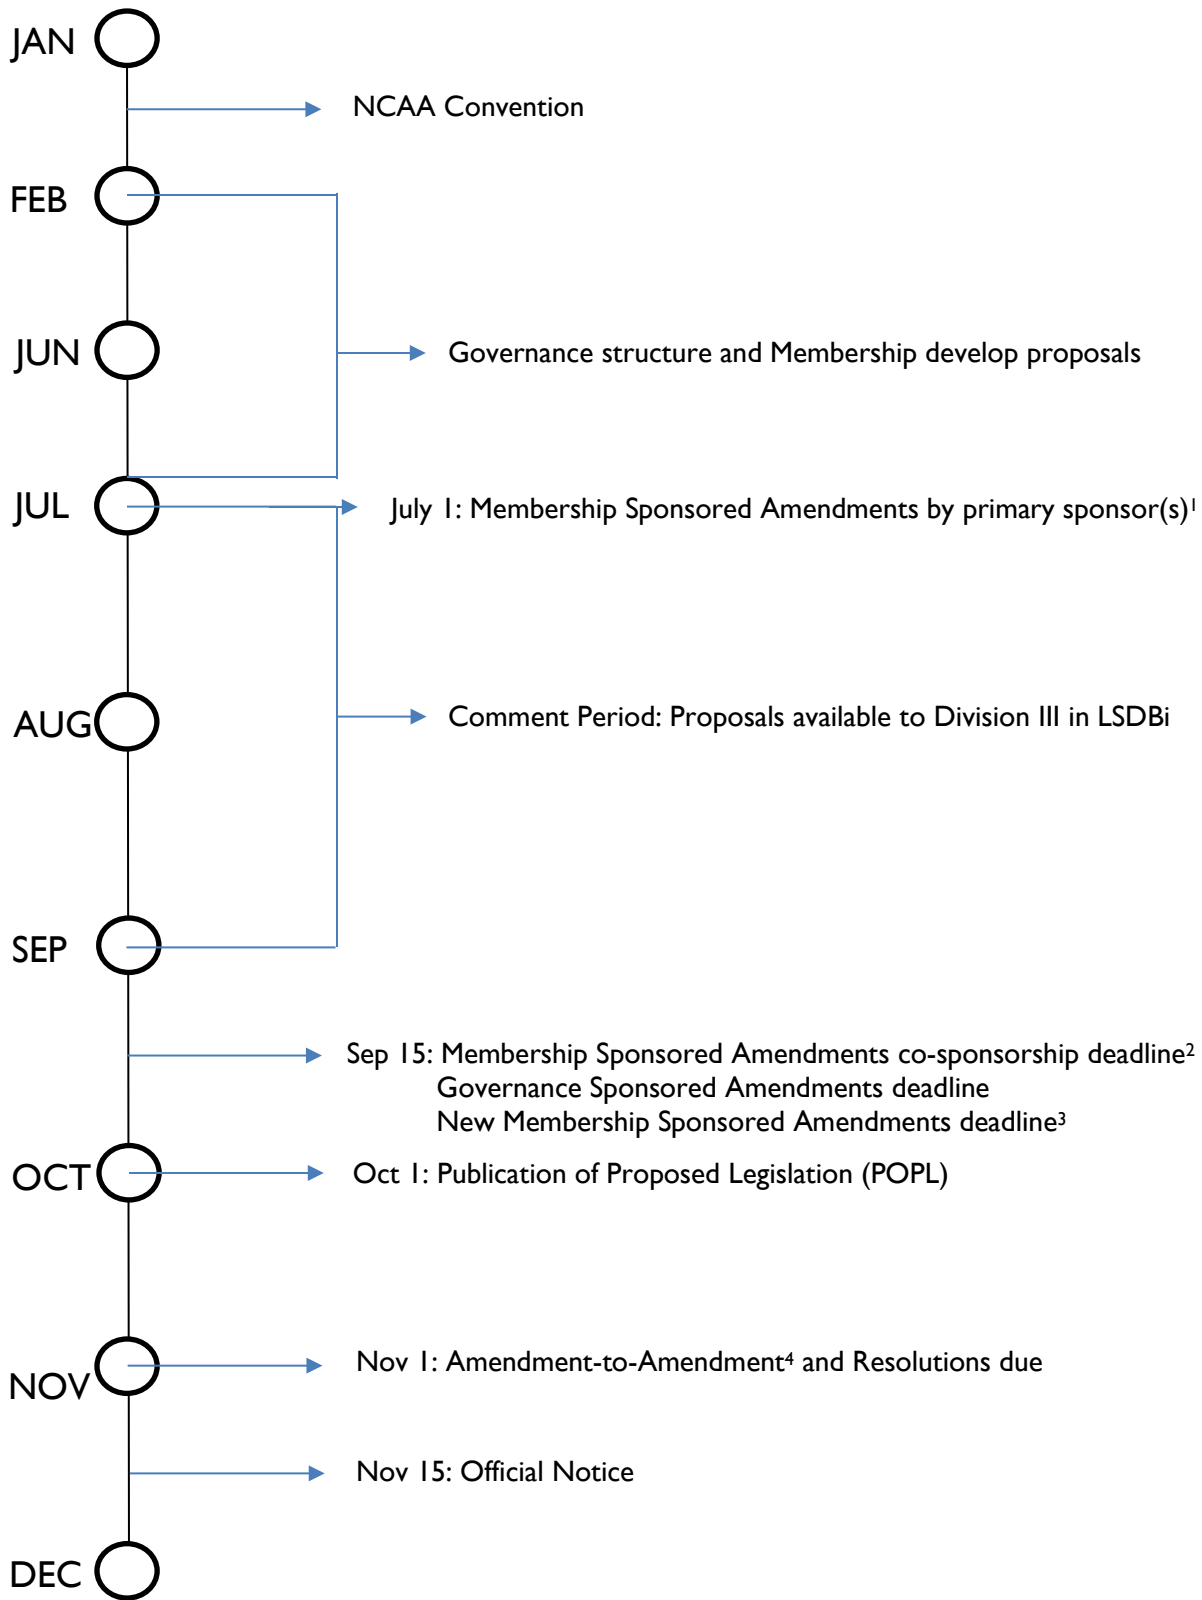 JAN
NCAA Convention
FEB
JUN
Governance structure and Membership develop proposals
JUL
July 1: Membership Sponsored Amendments by primary sponsor(s)¹
AUG
Comment Period: Proposals available to Division III in LSDBi
SEP
Sep 15: Membership Sponsored Amendments co-sponsorship deadline²
Governance Sponsored Amendments deadline
New Membership Sponsored Amendments deadline³
OCT
Oct 1: Publication of Proposed Legislation (POPL)
Nov 1: Amendment-to-Amendment⁴ and Resolutions due
NOV
Nov 15: Official Notice
DEC